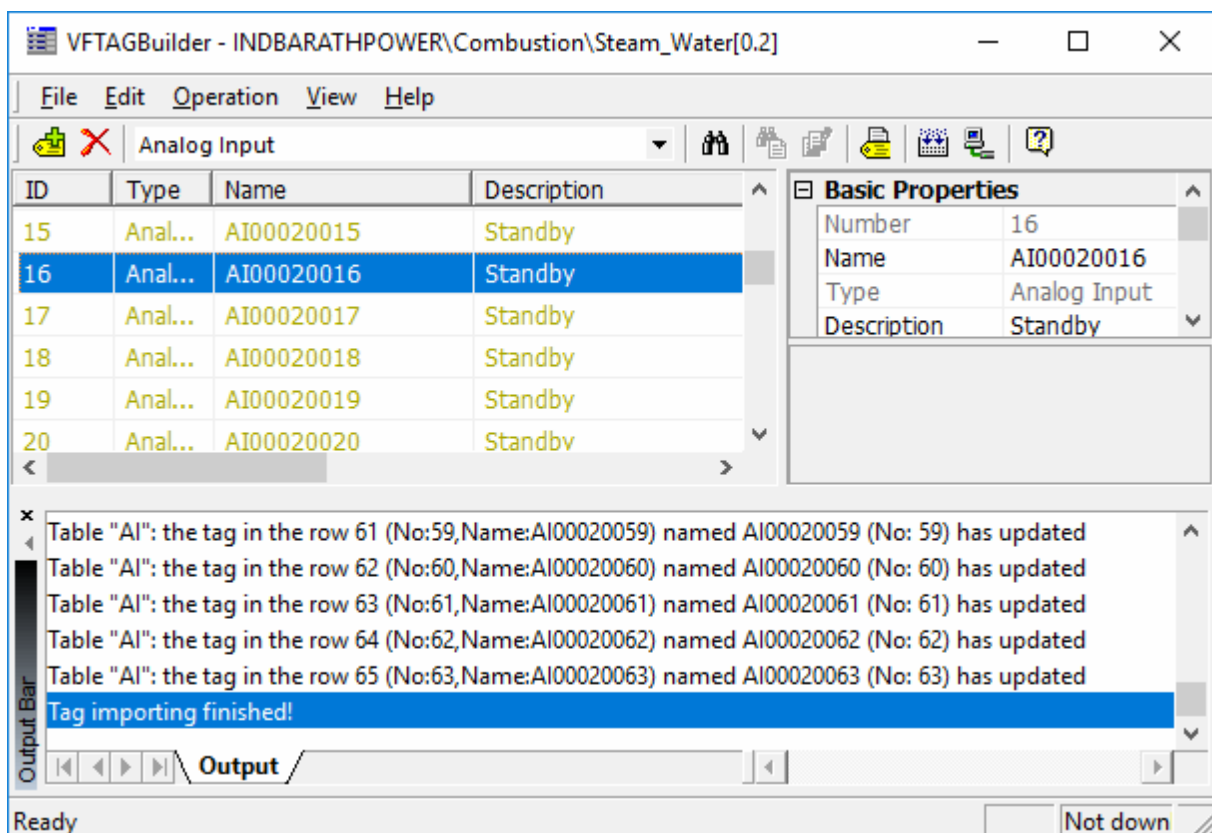 VFTAGBuilder - INDBARATHPOWER\Combustion\Steam_Water[0.2]
File Edit Operation View Help
Analog Input
ID Type Name Description
15 Anal... AI00020015 Standby
16 Anal... AI00020016 Standby
17 Anal... AI00020017 Standby
18 Anal... AI00020018 Standby
19 Anal... AI00020019 Standby
20 Anal... AI00020020 Standby
Basic Properties
Number 16
Name AI00020016
Type Analog Input
Description Standby
Table "AI": the tag in the row 61 (No:59,Name:AI00020059) named AI00020059 (No: 59) has updated
Table "AI": the tag in the row 62 (No:60,Name:AI00020060) named AI00020060 (No: 60) has updated
Table "AI": the tag in the row 63 (No:61,Name:AI00020061) named AI00020061 (No: 61) has updated
Table "AI": the tag in the row 64 (No:62,Name:AI00020062) named AI00020062 (No: 62) has updated
Table "AI": the tag in the row 65 (No:63,Name:AI00020063) named AI00020063 (No: 63) has updated
Tag importing finished!
Output Bar
Output
Ready Not down